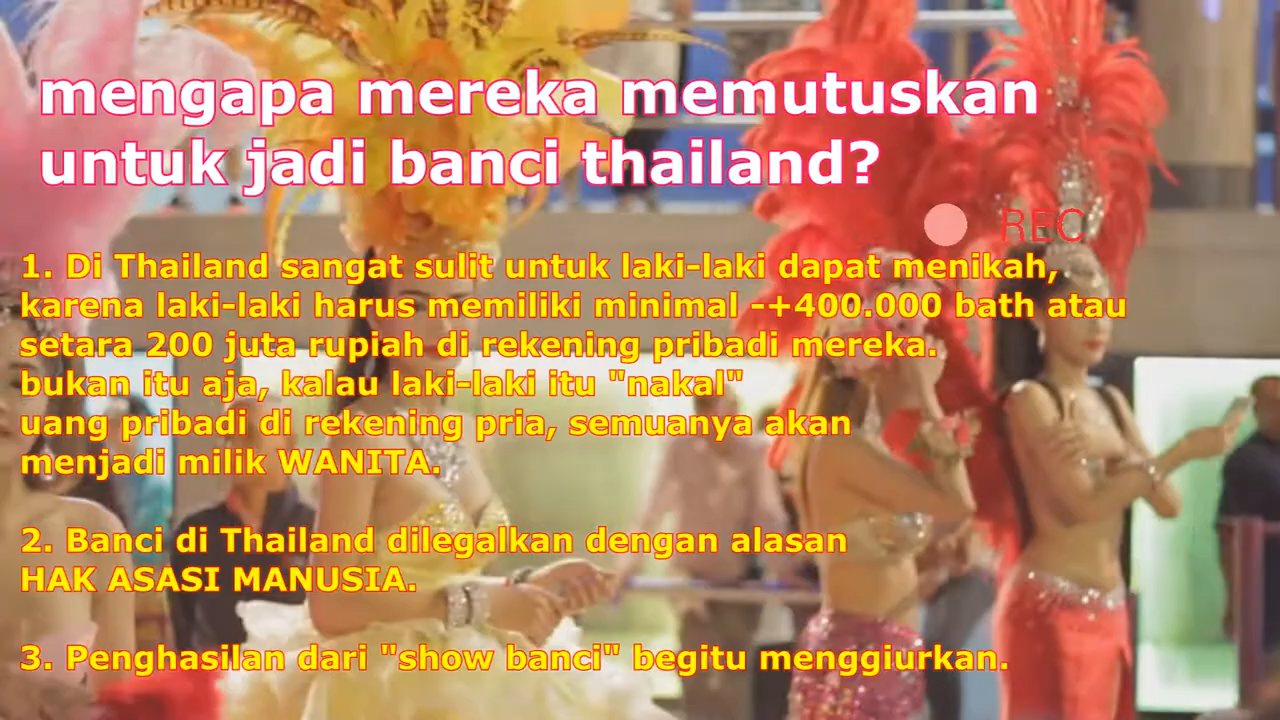 mengapa mereka memutuskan
untuk jadi banci thailand?
REC
1. Di Thailand sangat sulit untuk laki-laki dapat menikah,
karena laki-laki harus memiliki minimal -+400.000 bath atau
setara 200 juta rupiah di rekening pribadi mereka.
bukan itu aja, kalau laki-laki itu "nakal"
uang pribadi di rekening pria, semuanya akan
menjadi milik WANITA.
2. Banci di Thailand dilegalkan dengan alasan
HAK ASASI MANUSIA.
3. Penghasilan dari "show banci" begitu menggiurkan.